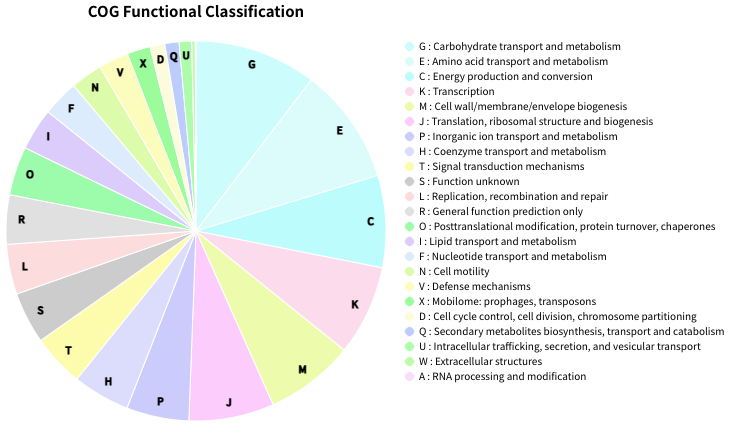 COG Functional Classification
G : Carbohydrate transport and metabolism
E : Amino acid transport and metabolism
C : Energy production and conversion
K : Transcription
M : Cell wall/membrane/envelope biogenesis
J : Translation, ribosomal structure and biogenesis
P : Inorganic ion transport and metabolism
H : Coenzyme transport and metabolism
T : Signal transduction mechanisms
S : Function unknown
L : Replication, recombination and repair
R : General function prediction only
O : Posttranslational modification, protein turnover, chaperones
I : Lipid transport and metabolism
F : Nucleotide transport and metabolism
N : Cell motility
V : Defense mechanisms
X : Mobilome: prophages, transposons
D : Cell cycle control, cell division, chromosome partitioning
Q : Secondary metabolites biosynthesis, transport and catabolism
U : Intracellular trafficking, secretion, and vesicular transport
W : Extracellular structures
A : RNA processing and modification
G
E
C
K
M
J
P
H
T
S
L
R
O
I
F
N
V
X
D
Q
U